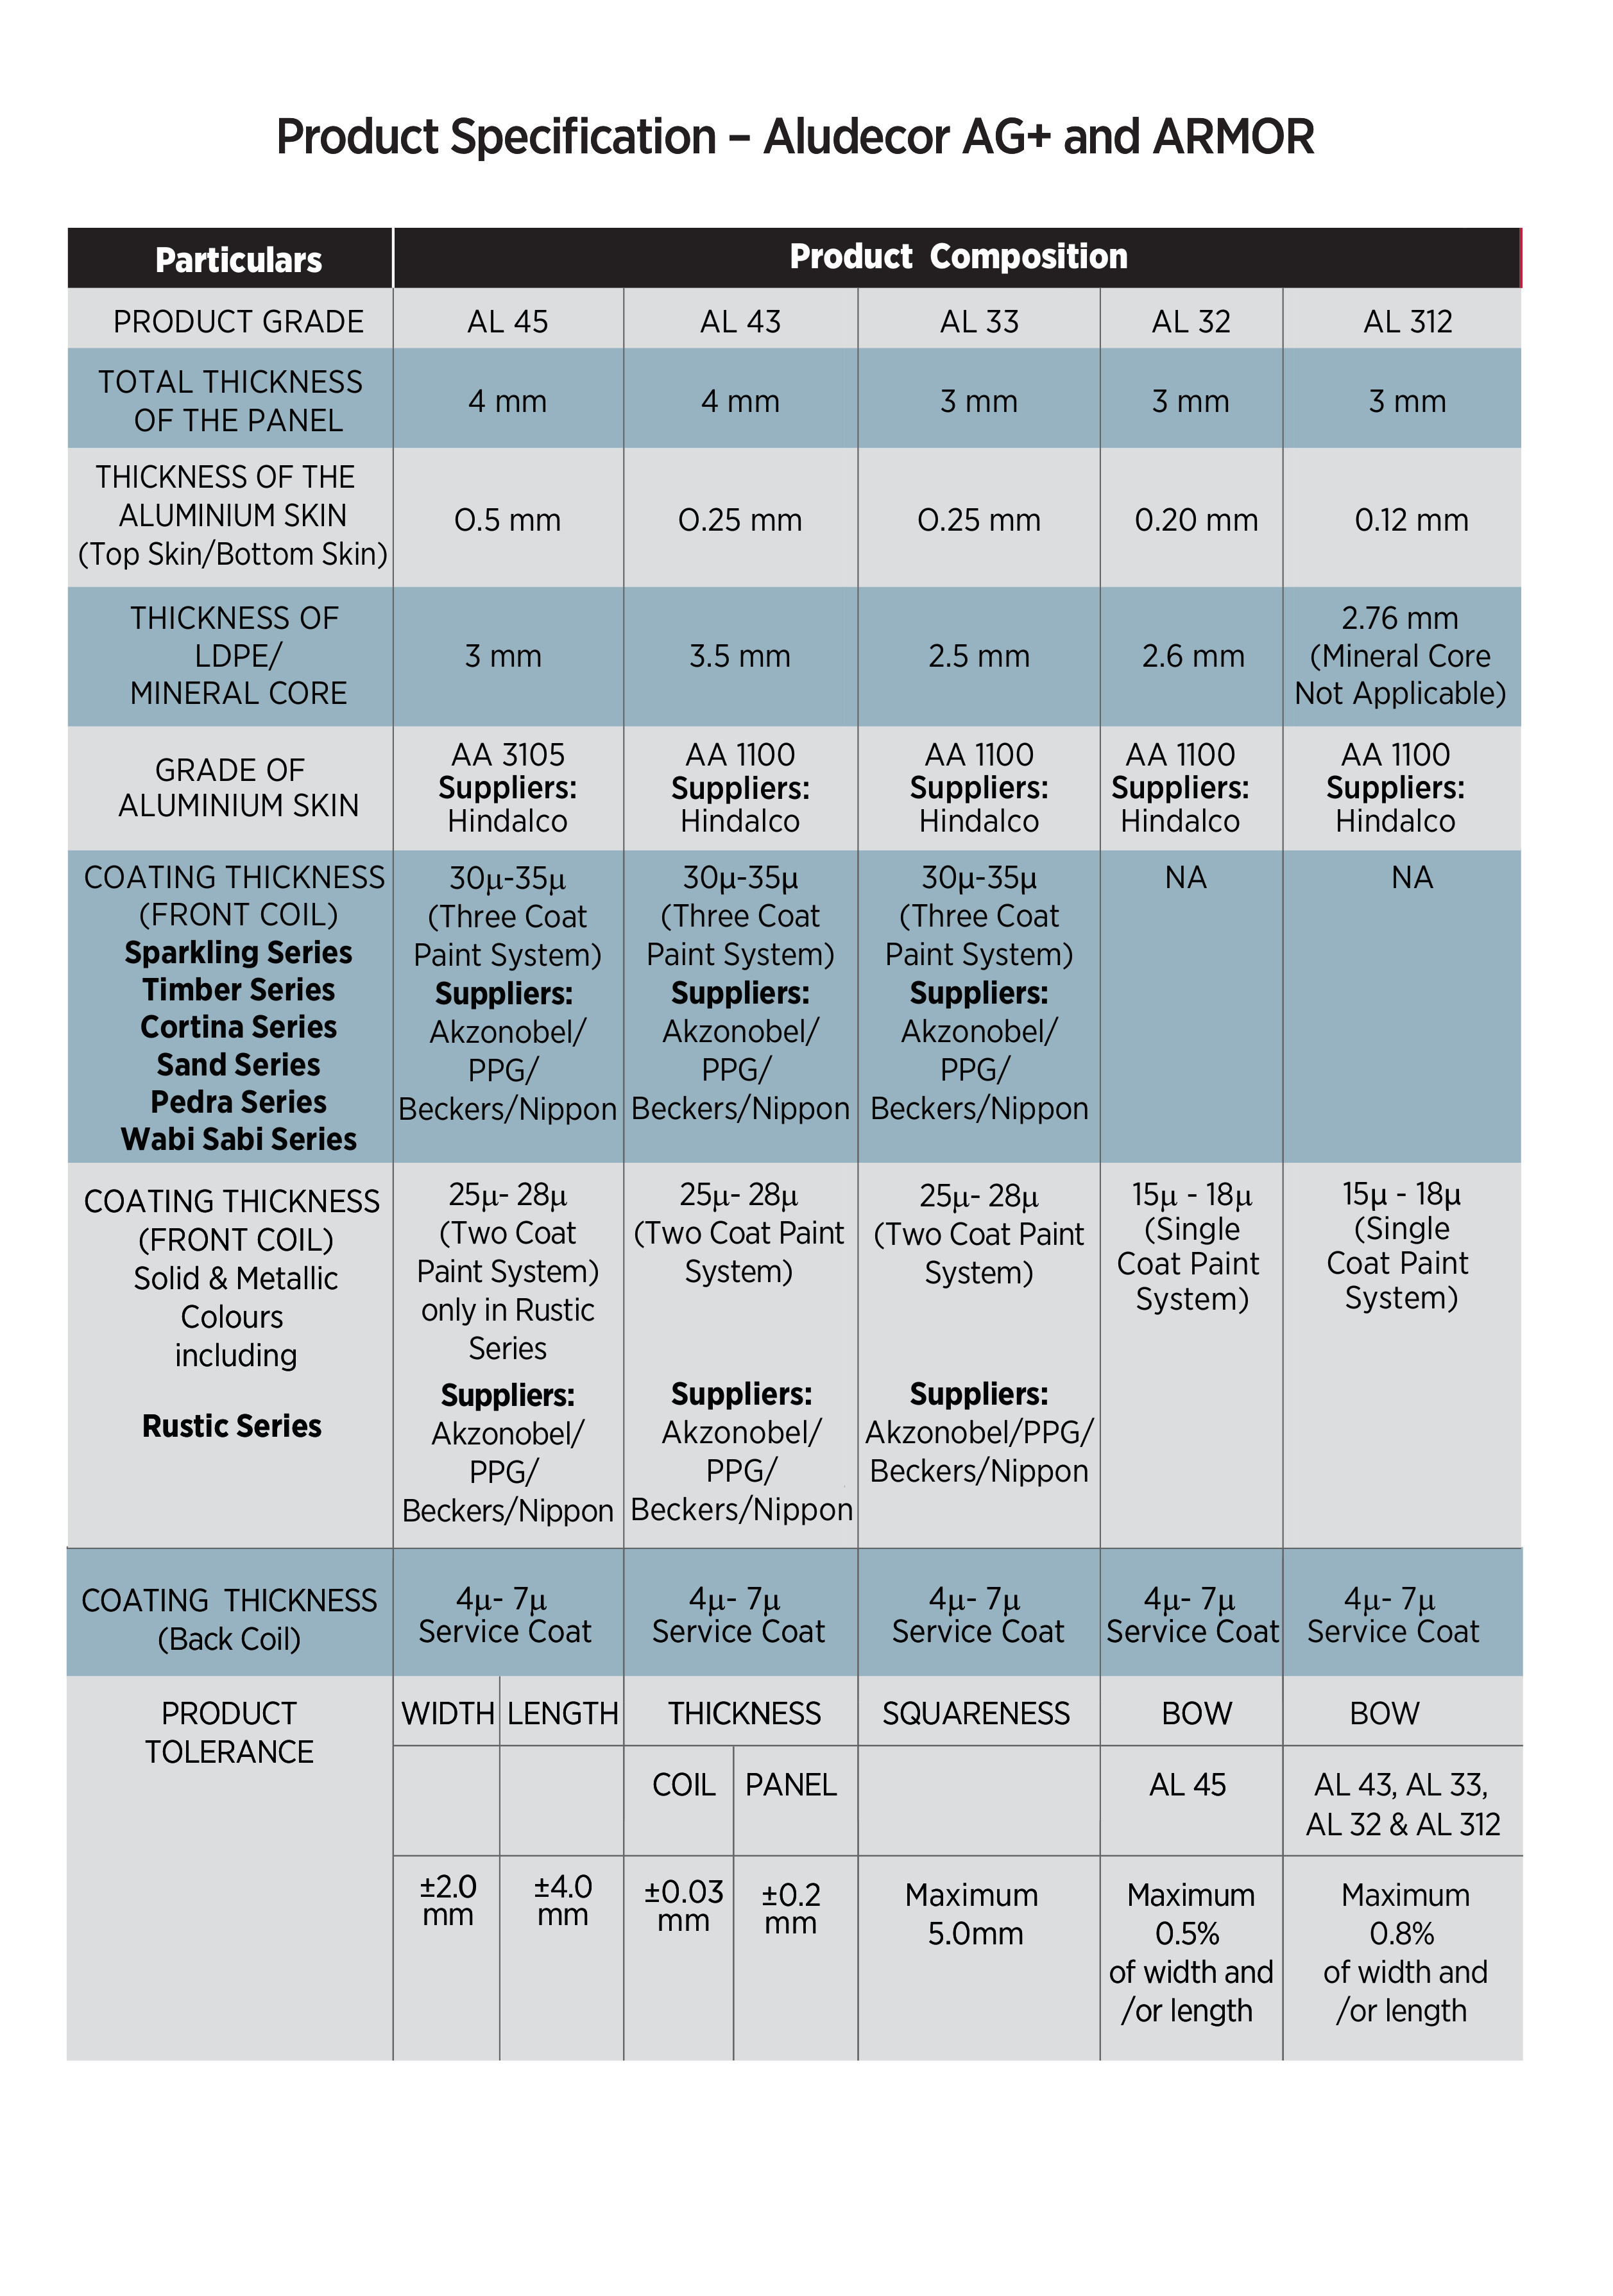 Product Specification – Aludecor AG+ and ARMOR
Particulars
Product Composition
PRODUCT GRADE
AL 45
AL 43
AL 33
AL 32
AL 312
TOTAL THICKNESS
OF THE PANEL
4 mm
4 mm
3 mm
3 mm
3 mm
THICKNESS OF THE
ALUMINIUM SKIN
(Top Skin/Bottom Skin)
O.5 mm
O.25 mm
O.25 mm
0.20 mm
0.12 mm
THICKNESS OF
LDPE/
MINERAL CORE
3 mm
3.5 mm
2.5 mm
2.6 mm
2.76 mm
(Mineral Core
Not Applicable)
GRADE OF
ALUMINIUM SKIN
AA 3105
Suppliers:
Hindalco
AA 1100
Suppliers:
Hindalco
AA 1100
Suppliers:
Hindalco
AA 1100
Suppliers:
Hindalco
AA 1100
Suppliers:
Hindalco
COATING THICKNESS
(FRONT COIL)
Sparkling Series
Timber Series
Cortina Series
Sand Series
Pedra Series
Wabi Sabi Series
30μ-35μ
(Three Coat
Paint System)
Suppliers:
Akzonobel/
PPG/
Beckers/Nippon
30μ-35μ
(Three Coat
Paint System)
Suppliers:
Akzonobel/
PPG/
Beckers/Nippon
30μ-35μ
(Three Coat
Paint System)
Suppliers:
Akzonobel/
PPG/
Beckers/Nippon
NA
NA
COATING THICKNESS
(FRONT COIL)
Solid & Metallic
Colours
including
Rustic Series
25μ- 28μ
(Two Coat
Paint System)
only in Rustic
Series
Suppliers:
Akzonobel/
PPG/
Beckers/Nippon
25μ- 28μ
(Two Coat Paint
System)
Suppliers:
Akzonobel/
PPG/
Beckers/Nippon
25μ- 28μ
(Two Coat Paint
System)
Suppliers:
Akzonobel/PPG/
Beckers/Nippon
15μ - 18μ
(Single
Coat Paint
System)
15μ - 18μ
(Single
Coat Paint
System)
COATING THICKNESS
(Back Coil)
4μ- 7μ
Service Coat
4μ- 7μ
Service Coat
4μ- 7μ
Service Coat
4μ- 7μ
Service Coat
4μ- 7μ
Service Coat
PRODUCT
TOLERANCE
WIDTH
LENGTH
THICKNESS
SQUARENESS
BOW
BOW
COIL
PANEL
AL 45
AL 43, AL 33,
AL 32 & AL 312
±2.0
mm
±4.0
mm
±0.03
mm
±0.2
mm
Maximum
5.0mm
Maximum
0.5%
of width and
/or length
Maximum
0.8%
of width and
/or length